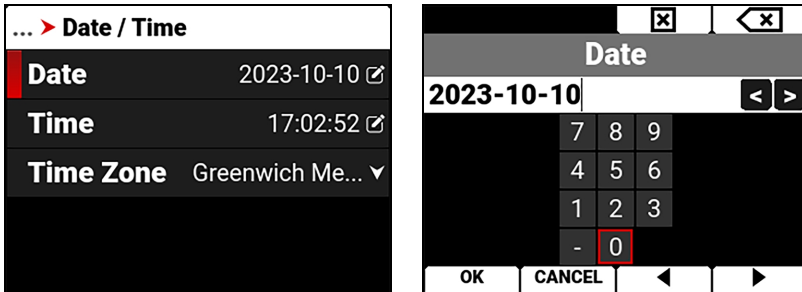 ... > Date / Time
Date 2023-10-10
Time 17:02:52
Time Zone Greenwich Me...
Date
2023-10-10 < >
7 8 9
4 5 6
1 2 3
- 0
OK CANCEL